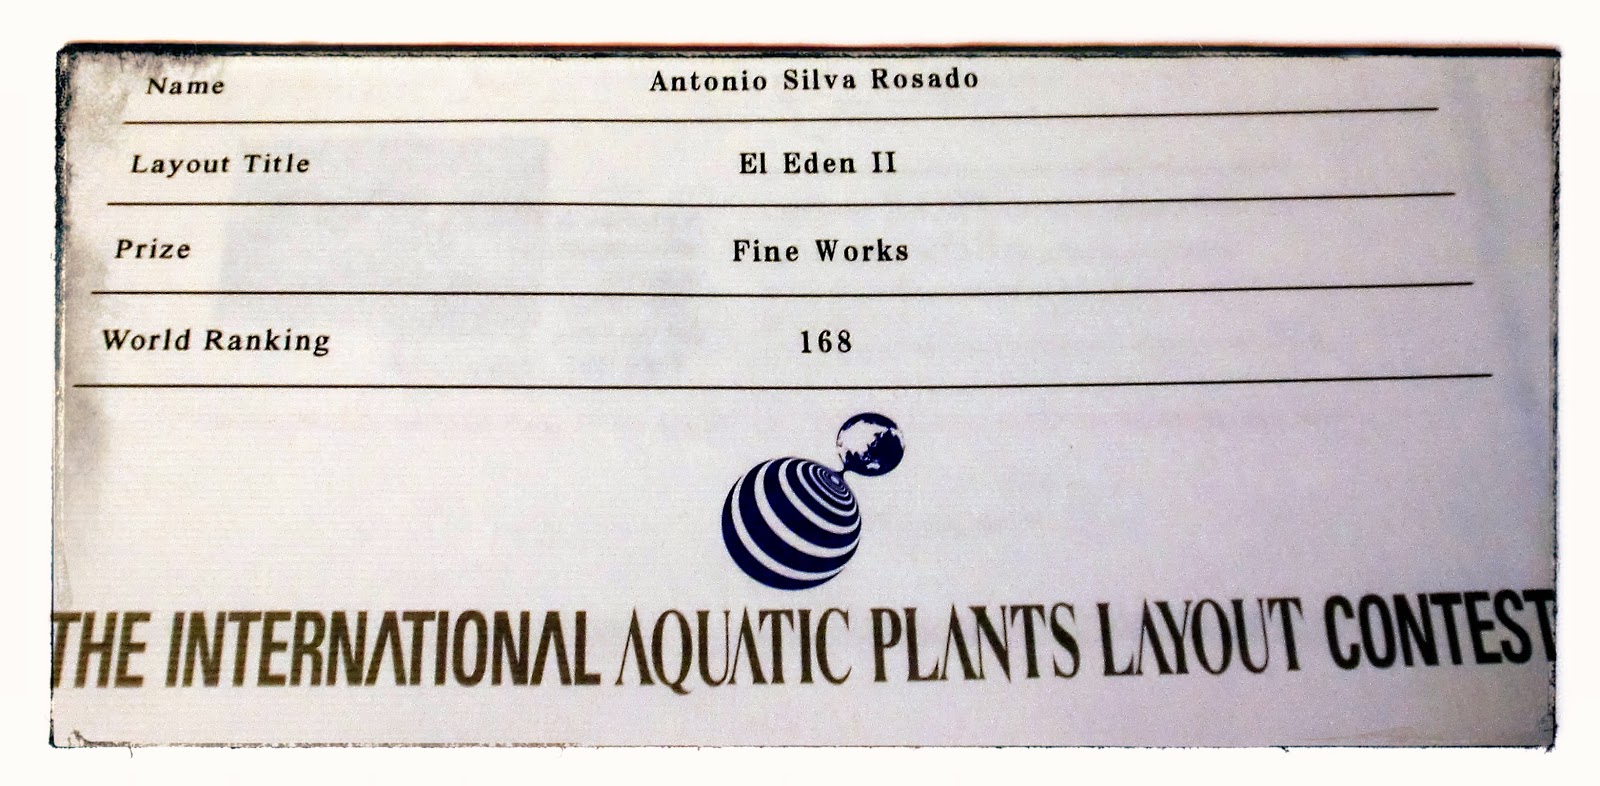 Name Antonio Silva Rosado
Layout Title El Eden II
Prize Fine Works
World Ranking 168
THE INTERNATIONAL AQUATIC PLANTS LAYOUT CONTEST